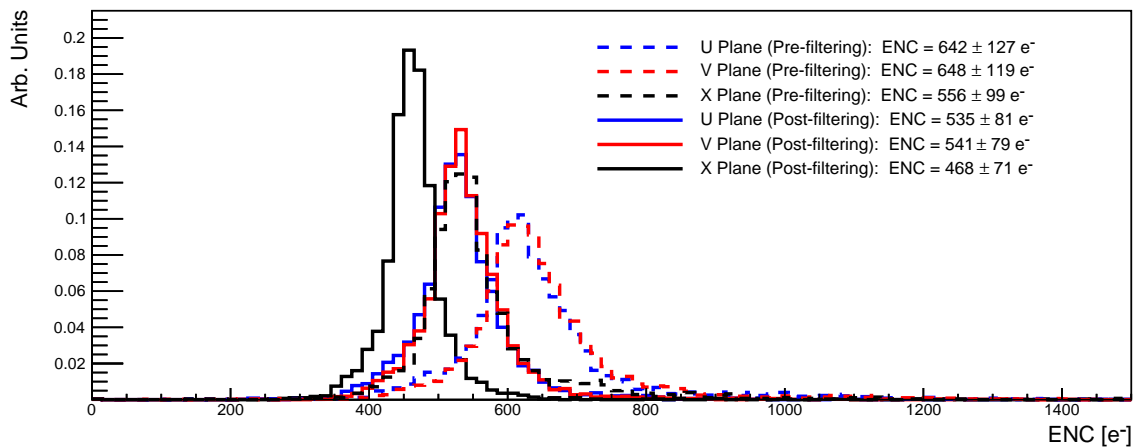 Arb. Units
0.2
0.18
0.16
0.14
0.12
0.1
0.08
0.06
0.04
0.02
U Plane (Pre-filtering): ENC = 642 ± 127 e⁻
V Plane (Pre-filtering): ENC = 648 ± 119 e⁻
X Plane (Pre-filtering): ENC = 556 ± 99 e⁻
U Plane (Post-filtering): ENC = 535 ± 81 e⁻
V Plane (Post-filtering): ENC = 541 ± 79 e⁻
X Plane (Post-filtering): ENC = 468 ± 71 e⁻
0 200 400 600 800 1000 1200 1400
ENC [e⁻]